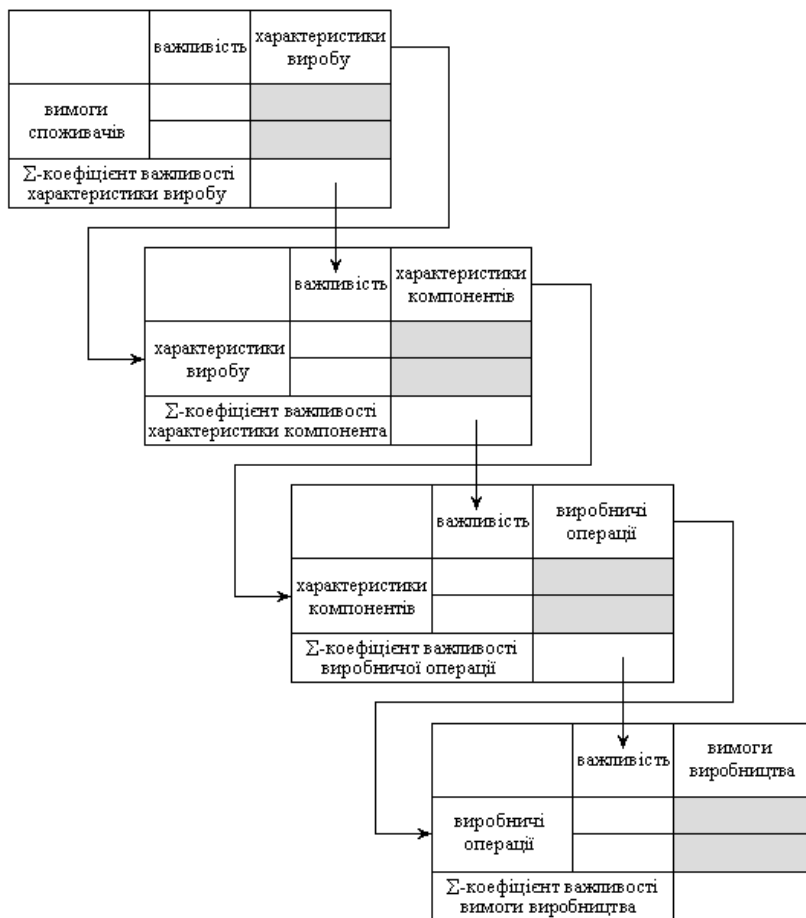 важливість
характеристики
виробу
вимоги
споживачів
Σ-коефіцієнт важливості
характеристики виробу
важливість
характеристики
компонентів
характеристики
виробу
Σ-коефіцієнт важливості
характеристики компонента
важливість
виробничі
операції
характеристики
компонентів
Σ-коефіцієнт важливості
виробничої операції
важливість
вимоги
виробництва
виробничі
операції
Σ-коефіцієнт важливості
вимоги виробництва